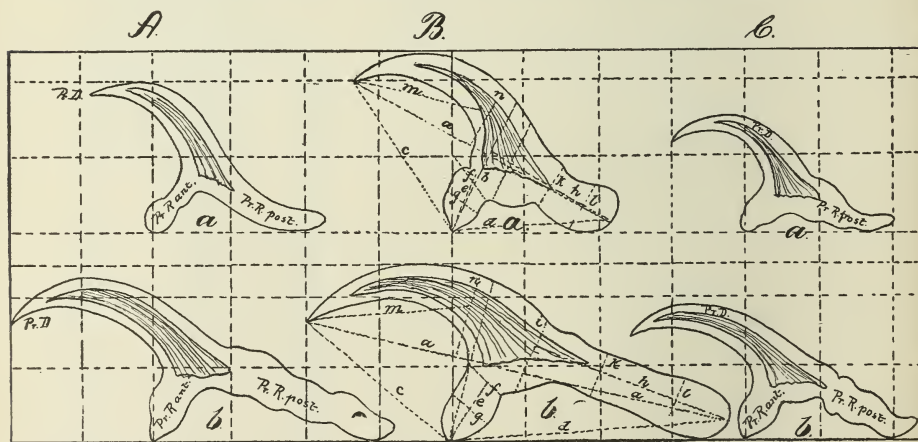 A. B. C.
Pr. D.
Pr. R. ant.
a
Pr. R. post.
m
n
a
c
f
b
e
g
k
h
l
d
a
Pr. D.
Pr. R. post.
a
Pr. D
Pr. R. ant.
Pr. R. post.
b
n
m
i
a
c
k
h
l
a
f
e
g
b
d
Pr. D.
Pr. R. ant.
Pr. R. post.
b.